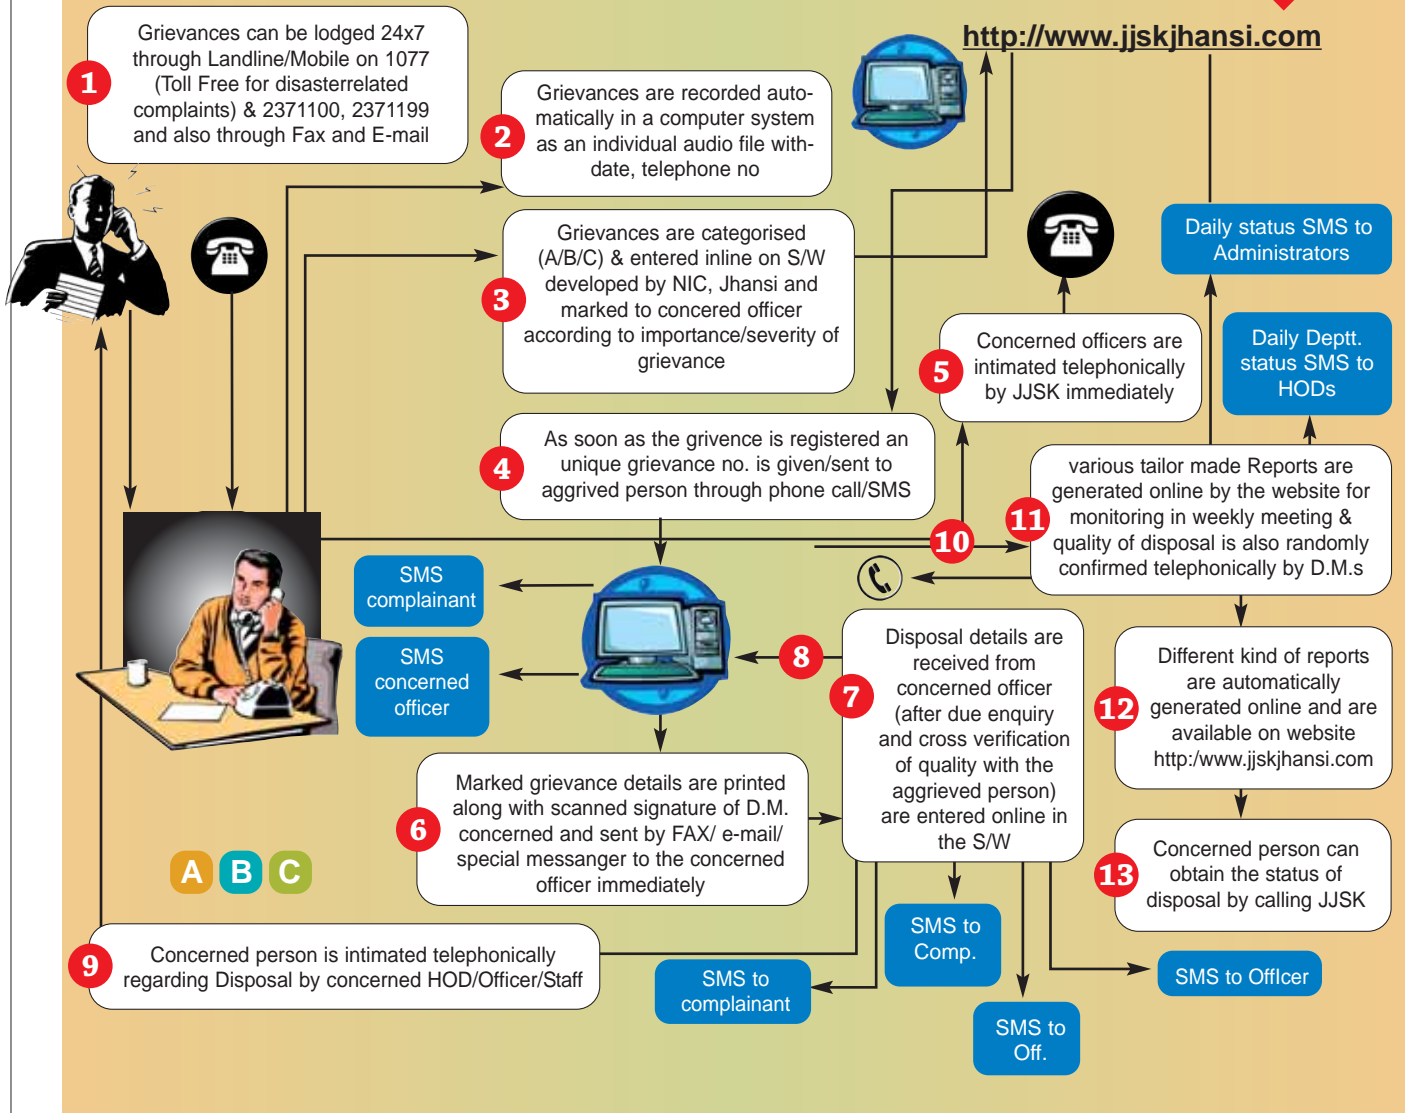 http://www.jjskjhansi.com
1
Grievances can be lodged 24x7
through Landline/Mobile on 1077
(Toll Free for disasterrelated
complaints) & 2371100, 2371199
and also through Fax and E-mail
2
Grievances are recorded auto-
matically in a computer system
as an individual audio file with-
date, telephone no
3
Grievances are categorised
(A/B/C) & entered inline on S/W
developed by NIC, Jhansi and
marked to concered officer
according to importance/severity of
grievance
4
As soon as the grivence is registered an
unique grievance no. is given/sent to
aggrived person through phone call/SMS
5
Concerned officers are
intimated telephonically
by JJSK immediately
Daily status SMS to
Administrators
Daily Deptt.
status SMS to
HODs
10
11
various tailor made Reports are
generated online by the website for
monitoring in weekly meeting &
quality of disposal is also randomly
confirmed telephonically by D.M.s
SMS
complainant
SMS
concerned
officer
8
7
Disposal details are
received from
concerned officer
(after due enquiry
and cross verification
of quality with the
aggrieved person)
are entered online in
the S/W
12
Different kind of reports
are automatically
generated online and are
available on website
http:/www.jjskjhansi.com
6
Marked grievance details are printed
along with scanned signature of D.M.
concerned and sent by FAX/ e-mail/
special messanger to the concerned
officer immediately
13
Concerned person can
obtain the status of
disposal by calling JJSK
A B C
9
Concerned person is intimated telephonically
regarding Disposal by concerned HOD/Officer/Staff
SMS to
complainant
SMS to
Comp.
SMS to
Off.
SMS to OffIcer